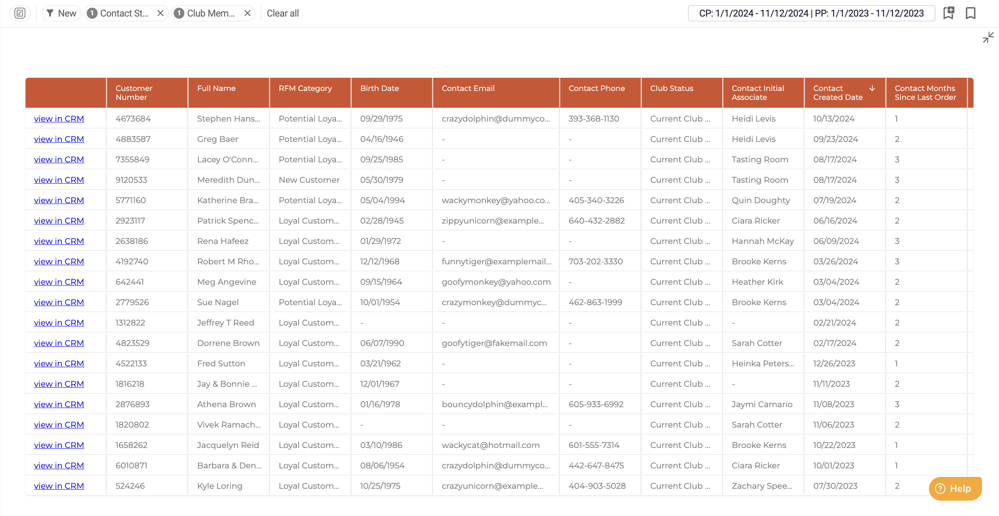 New 1 Contact St... 1 Club Mem... Clear all CP: 1/1/2024 - 11/12/2024 | PP: 1/1/2023 - 11/12/2023
Customer Number Full Name RFM Category Birth Date Contact Email Contact Phone Club Status Contact Initial Associate Contact Created Date Contact Months Since Last Order
view in CRM 4673684 Stephen Hans... Potential Loya... 09/29/1975 crazydolphin@dummyco... 393-368-1130 Current Club ... Heidi Levis 10/13/2024 1
view in CRM 4883587 Greg Baer Potential Loya... 04/16/1946 - - Current Club ... Heidi Levis 09/23/2024 2
view in CRM 7355849 Lacey O'Conn... Potential Loya... 09/25/1985 - - Current Club ... Tasting Room 08/17/2024 3
view in CRM 9120533 Meredith Dun... New Customer 05/30/1979 - - Current Club ... Tasting Room 08/17/2024 3
view in CRM 5771160 Katherine Bra... Potential Loya... 05/04/1994 wackymonkey@yahoo.co... 405-340-3226 Current Club ... Quin Doughty 07/19/2024 2
view in CRM 2923117 Patrick Spenc... Loyal Custom... 02/28/1945 zippyunicorn@example... 640-432-2882 Current Club ... Ciara Ricker 06/16/2024 2
view in CRM 2638186 Rena Hafeez Loyal Custom... 01/29/1972 - - Current Club ... Hannah McKay 06/09/2024 3
view in CRM 4192740 Robert M Rho... Loyal Custom... 12/12/1968 funnytiger@examplemail... 703-202-3330 Current Club ... Brooke Kerns 03/26/2024 3
view in CRM 642441 Meg Angevine Loyal Custom... 09/15/1964 goofymonkey@yahoo.com - Current Club ... Heather Kirk 03/04/2024 2
view in CRM 2779526 Sue Nagel Potential Loya... 10/01/1954 crazymonkey@dummyc... 462-863-1999 Current Club ... Brooke Kerns 03/04/2024 2
view in CRM 1312822 Jeffrey T Reed Loyal Custom... - - - Current Club ... - 02/21/2024 2
view in CRM 4823529 Dorrene Brown Loyal Custom... 06/07/1990 goofytiger@fakemail.com - Current Club ... Sarah Cotter 02/17/2024 2
view in CRM 4522133 Fred Sutton Loyal Custom... 03/21/1962 - - Current Club ... Heinka Peters... 12/26/2023 1
view in CRM 1816218 Jay & Bonnie ... Loyal Custom... 12/01/1967 - - Current Club ... - 11/11/2023 2
view in CRM 2876893 Athena Brown Loyal Custom... 01/16/1978 bouncydolphin@exampl... 605-933-6992 Current Club ... Jaymi Camario 11/08/2023 3
view in CRM 1820802 Vivek Ramach... Loyal Custom... - - - Current Club ... Sarah Cotter 11/06/2023 2
view in CRM 1658262 Jacquelyn Reid Loyal Custom... 03/10/1986 wackycat@hotmail.com 601-555-7314 Current Club ... Brooke Kerns 10/22/2023 1
view in CRM 6010871 Barbara & Den... Loyal Custom... 08/06/1954 crazydolphin@dummyco... 442-647-8475 Current Club ... Ciara Ricker 10/01/2023 1
view in CRM 524246 Kyle Loring Loyal Custom... 10/25/1975 crazyunicorn@example... 404-903-5028 Current Club ... Zachary Spee... 07/30/2023 2
Help